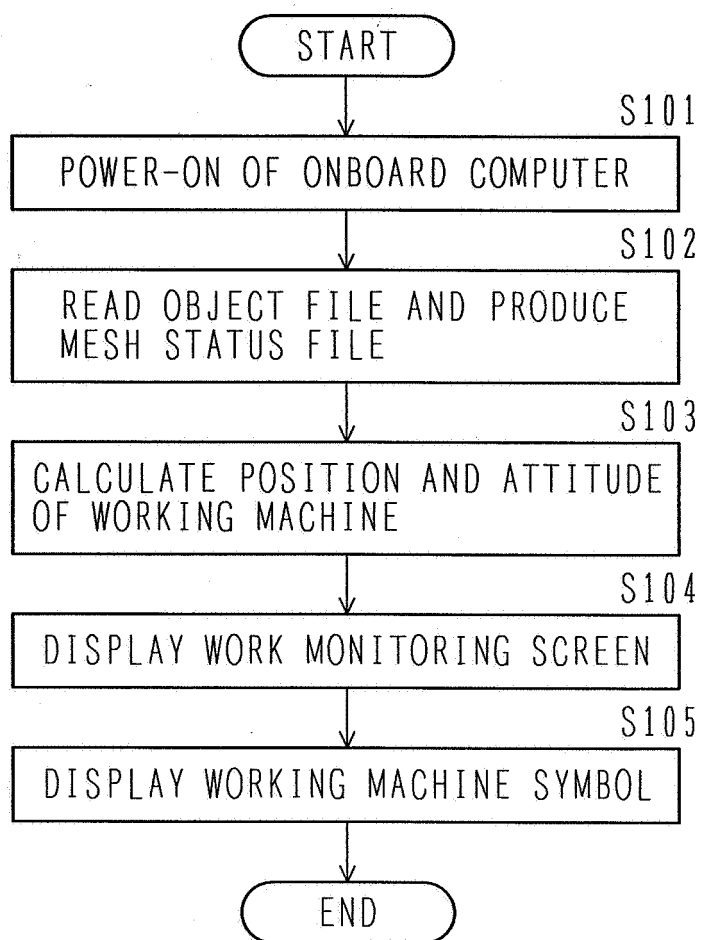 START
S101
POWER-ON OF ONBOARD COMPUTER
S102
READ OBJECT FILE AND PRODUCE
MESH STATUS FILE
S103
CALCULATE POSITION AND ATTITUDE
OF WORKING MACHINE
S104
DISPLAY WORK MONITORING SCREEN
S105
DISPLAY WORKING MACHINE SYMBOL
END